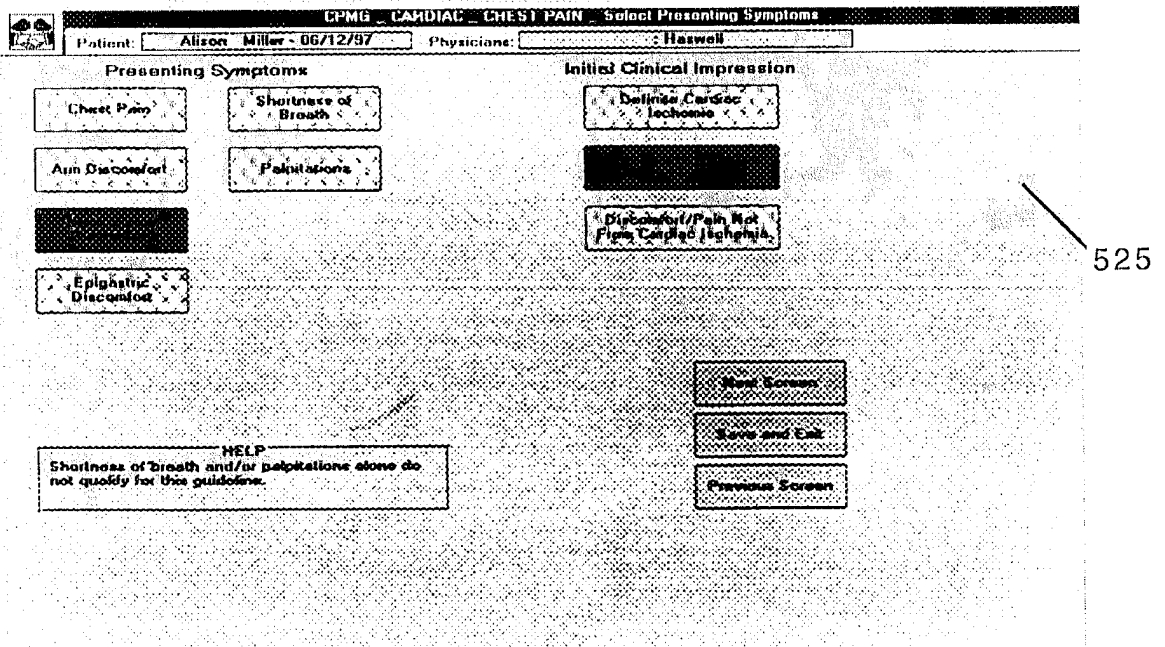 CPMG _ CARDIAC _ CHEST PAIN _ Select Presenting Symptoms
Patient: Alison Miller - 06/12/97 Physicians: : Haswell
Presenting Symptoms
Initial Clinical Impression
Chest Pain
Shortness of
Breath
Definite Cardiac
Ischemia
Arm Discomfort
Palpitations
Discomfort/Pain Not
From Cardiac Ischemia
Epigastric
Discomfort
525
Next Screen
Save and Exit
Previous Screen
HELP
Shortness of breath and/or palpitations alone do
not qualify for this guideline.